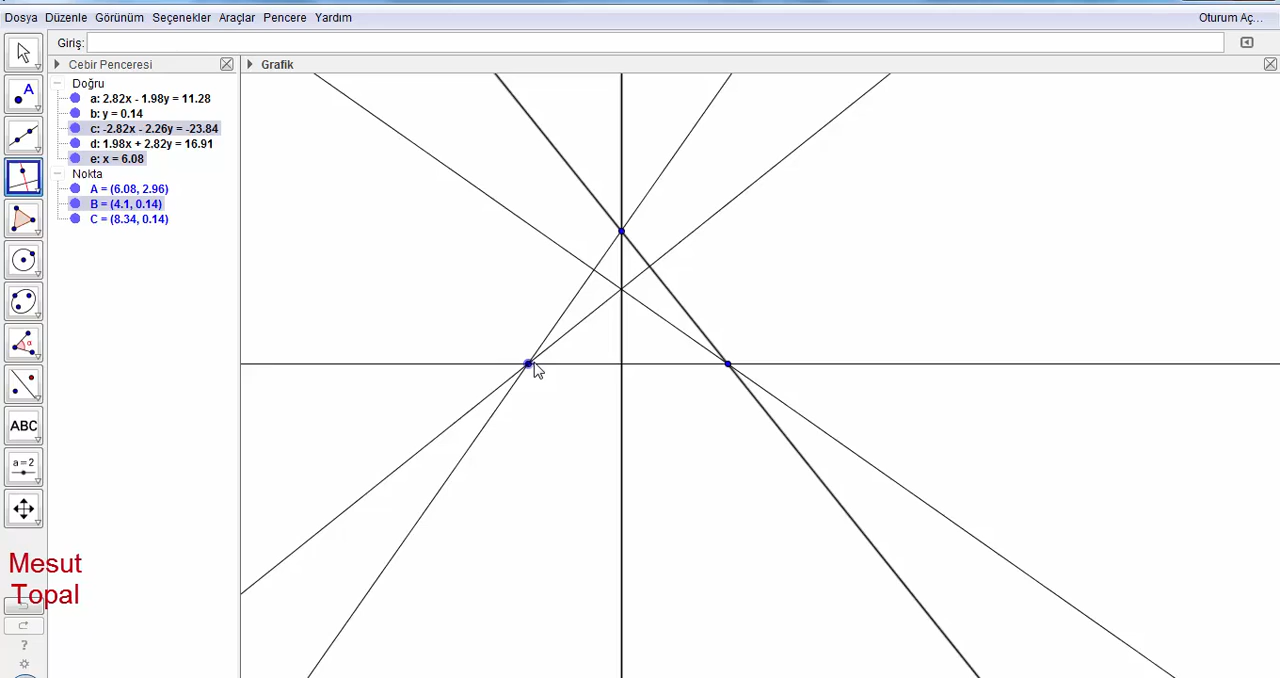 Dosya Düzenle Görünüm Seçenekler Araçlar Pencere Yardım Oturum Aç...
Giriş:
Cebir Penceresi Grafik
Doğru
a: 2.82x - 1.98y = 11.28
b: y = 0.14
c: -2.82x - 2.26y = -23.84
d: 1.98x + 2.82y = 16.91
e: x = 6.08
Nokta
A = (6.08, 2.96)
B = (4.1, 0.14)
C = (8.34, 0.14)
A
α
ABC
a=2
Mesut
Topal
?